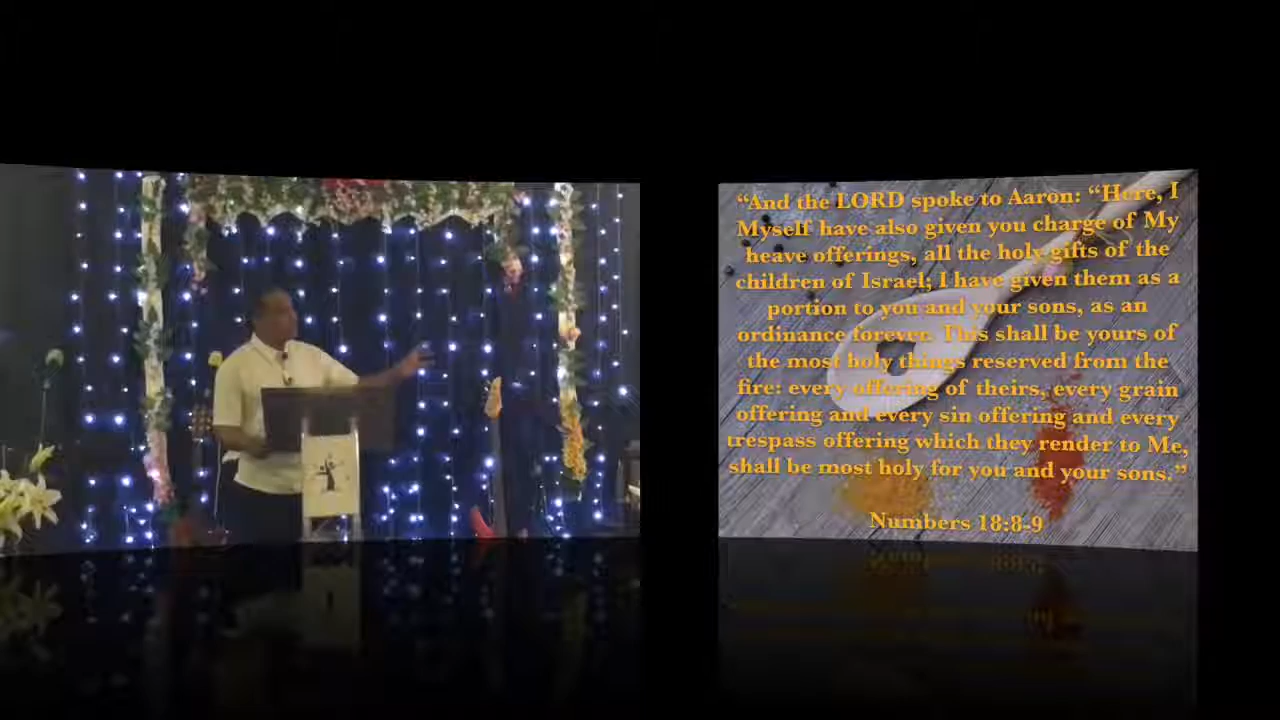 “And the LORD spoke to Aaron: “Here, I
Myself have also given you charge of My
heave offerings, all the holy gifts of the
children of Israel; I have given them as a
portion to you and your sons, as an
ordinance forever. This shall be yours of
the most holy things reserved from the
fire: every offering of theirs, every grain
offering and every sin offering and every
trespass offering which they render to Me,
shall be most holy for you and your sons.”
Numbers 18:8-9